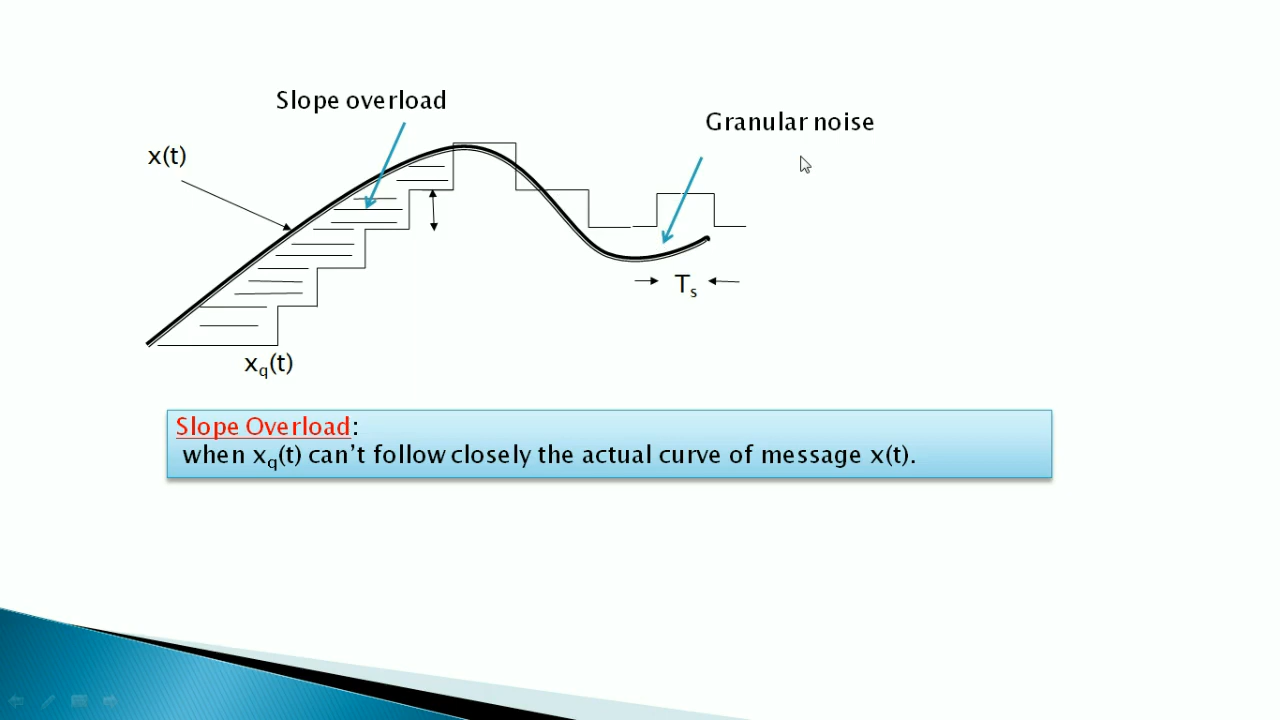 Slope overload
Granular noise
x(t)
Ts
xq(t)
Slope Overload:
when xq(t) can't follow closely the actual curve of message x(t).